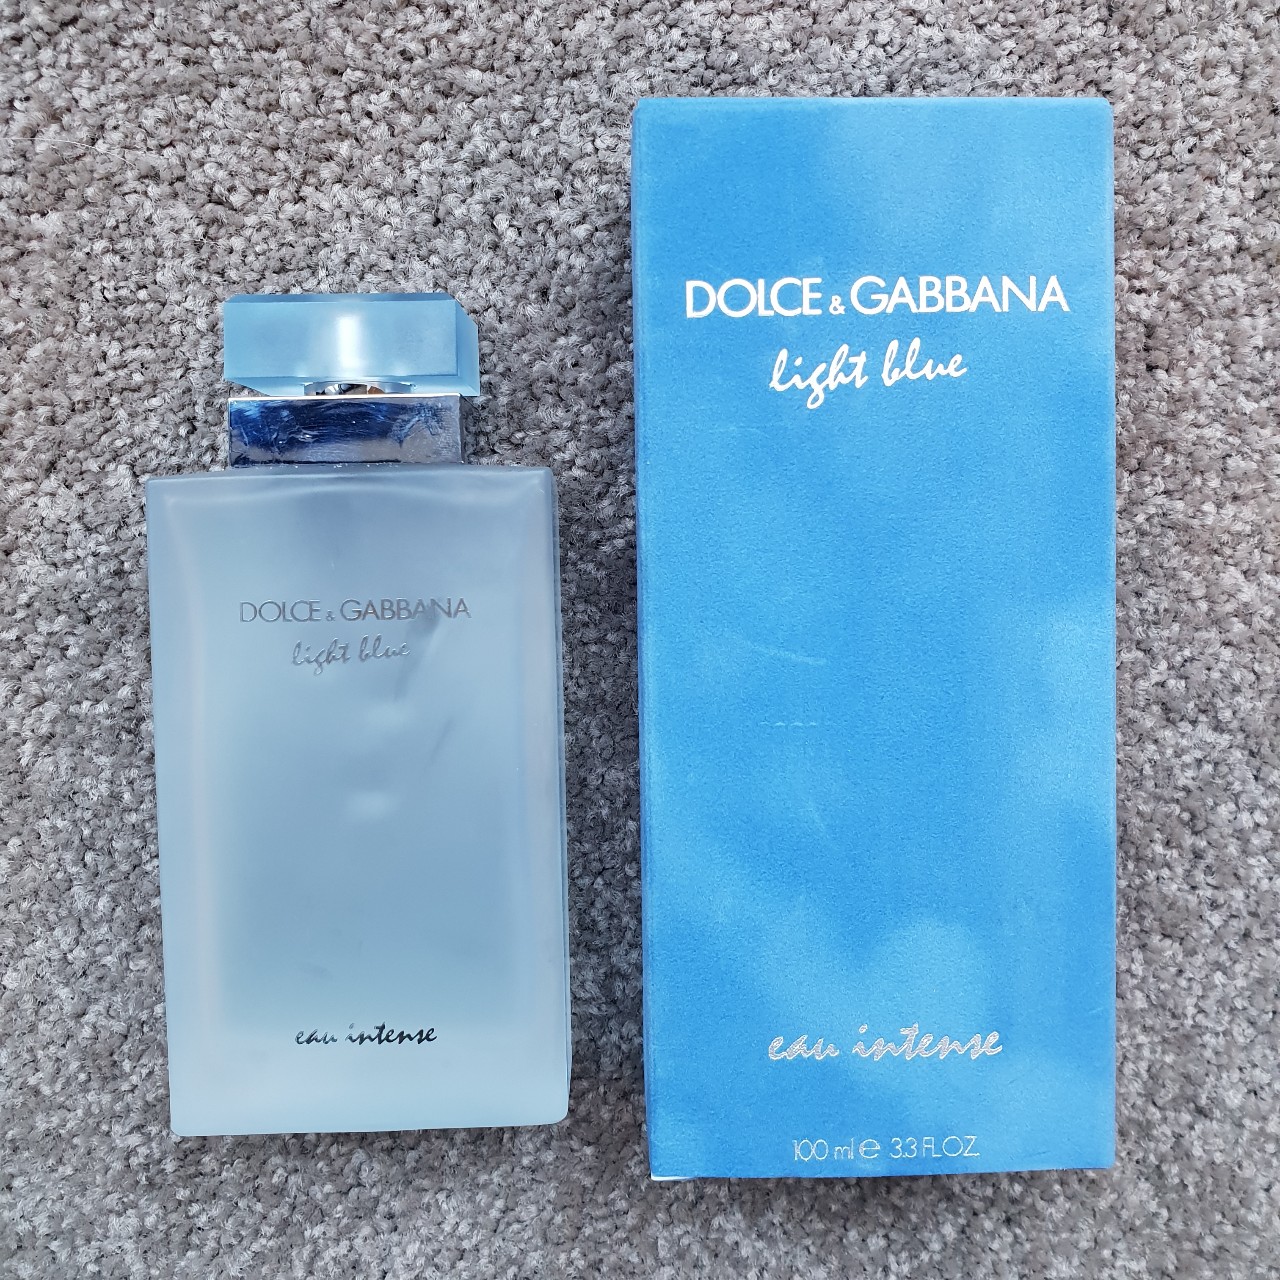 DOLCE & GABBANA
light blue
eau intense
DOLCE & GABBANA
light blue
eau intense
100 ml e 3.3 FL.OZ.